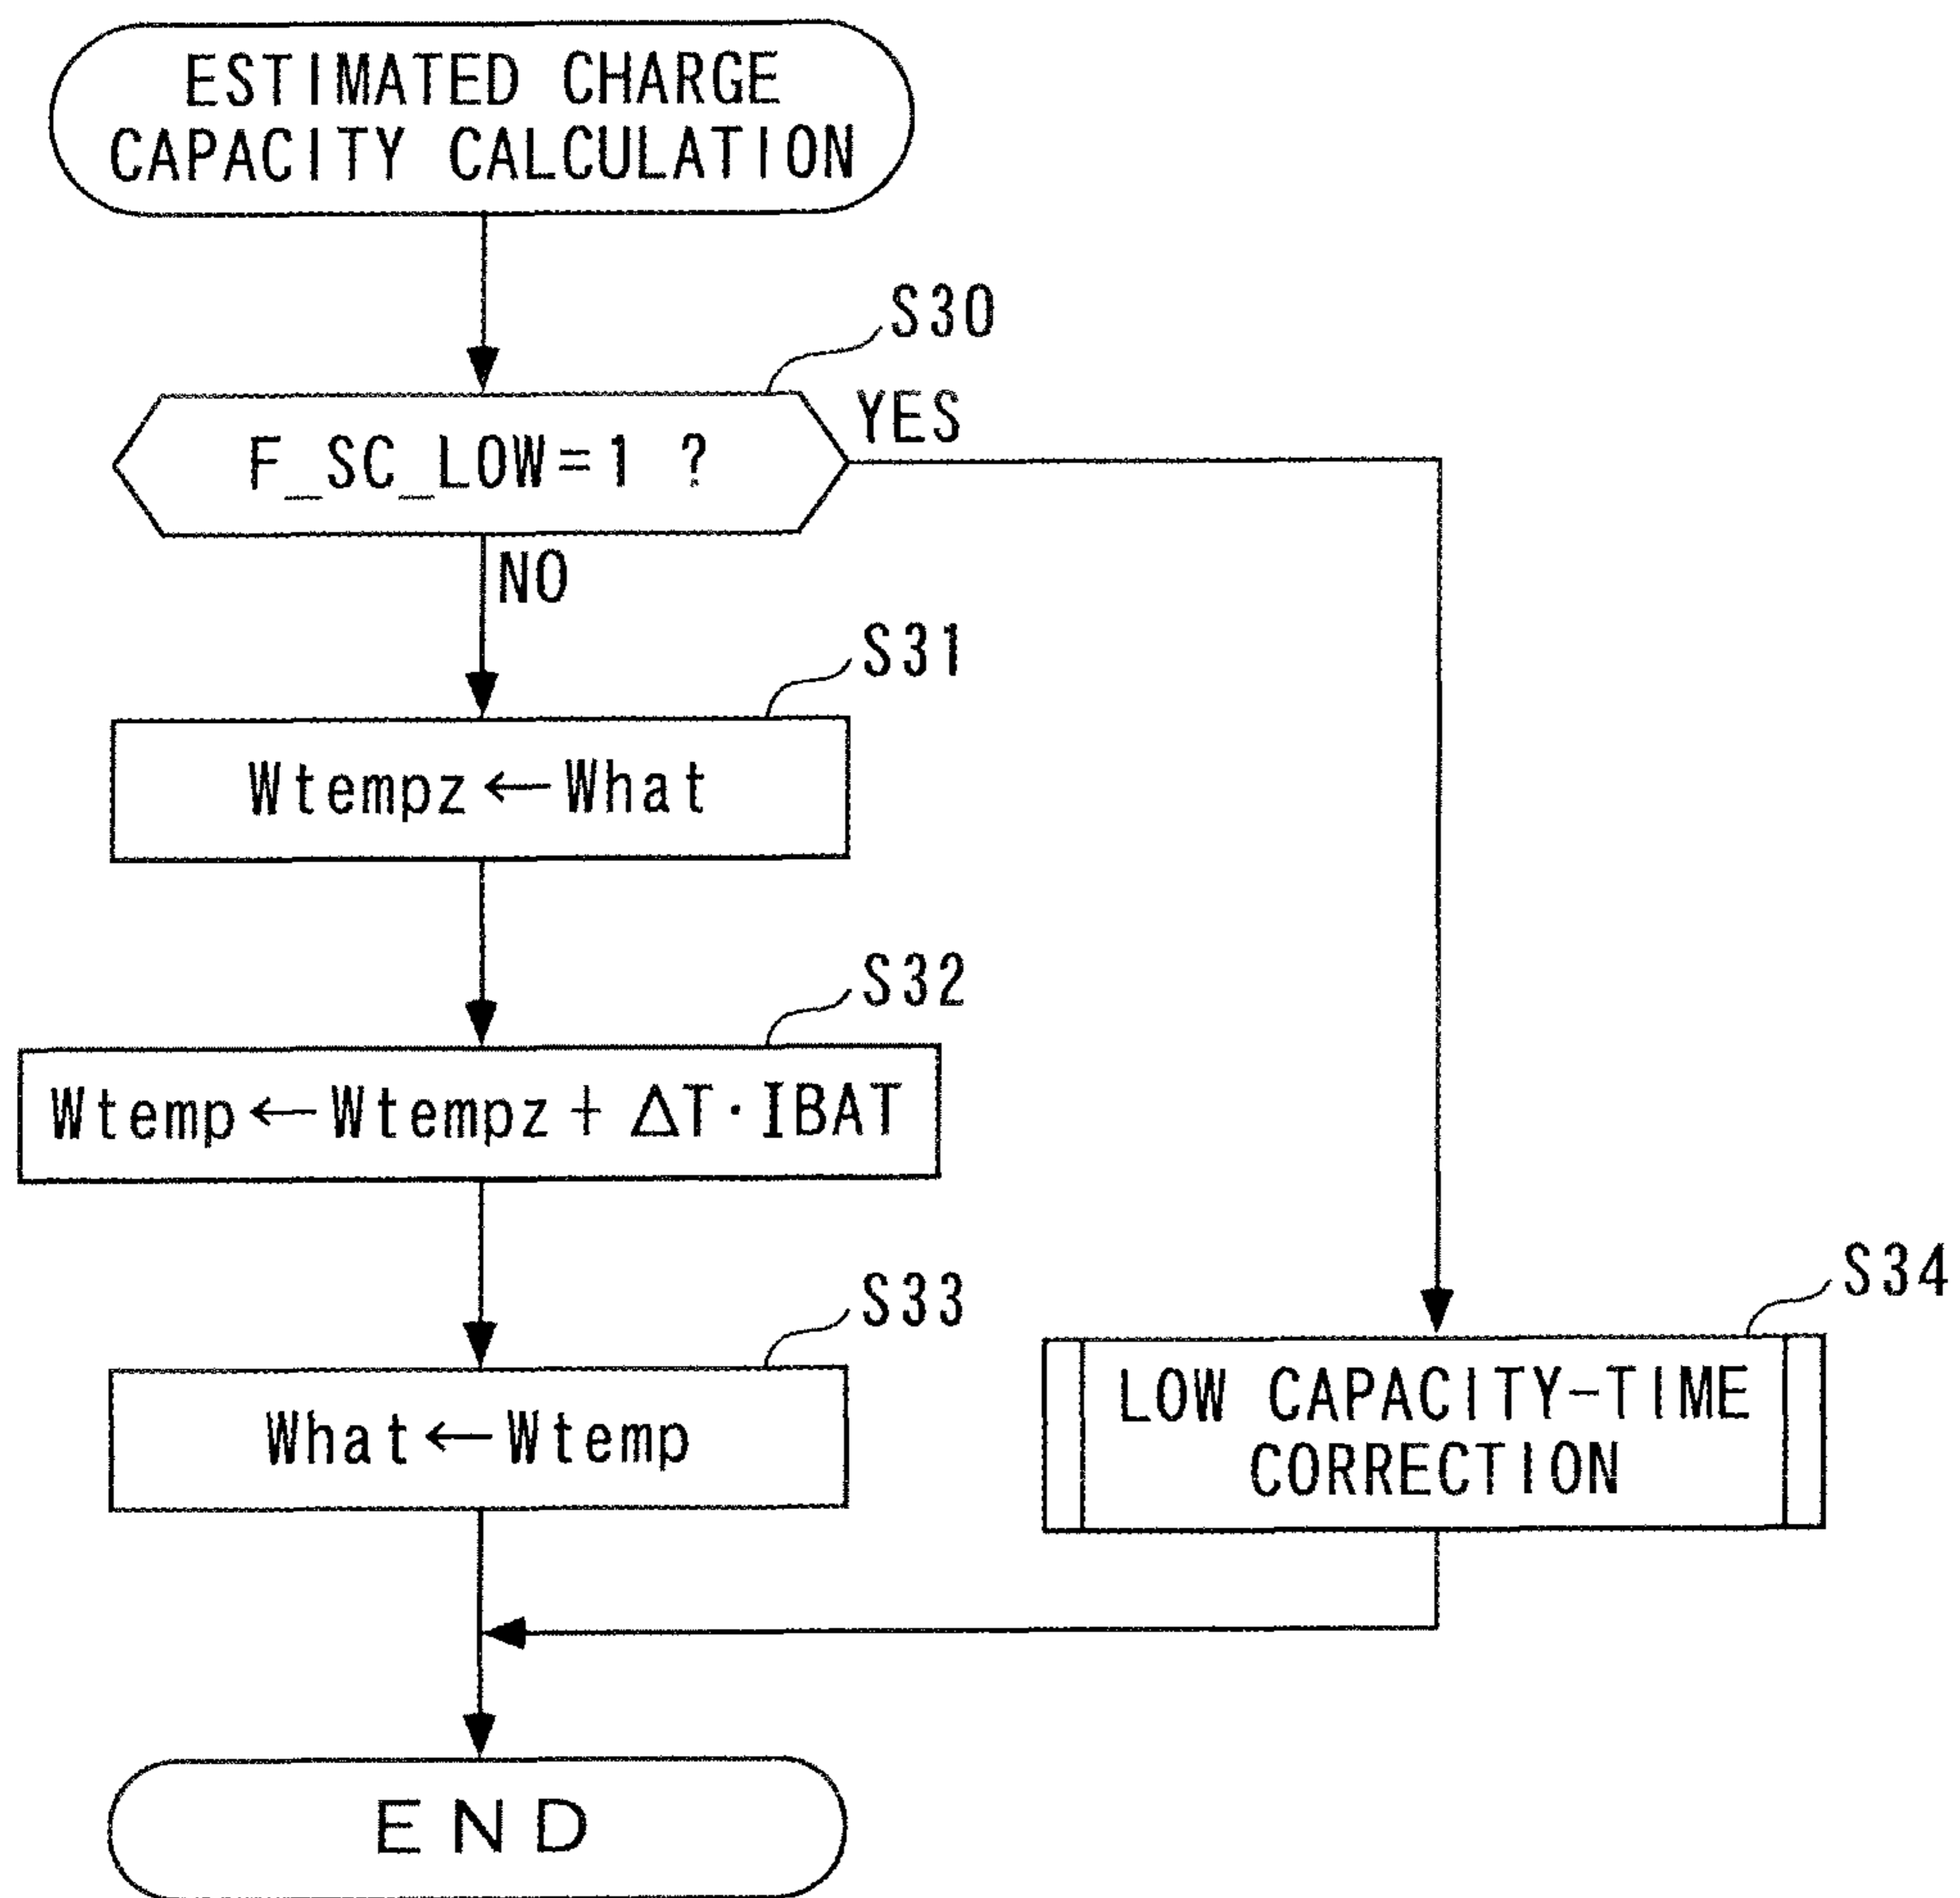 ESTIMATED CHARGE
CAPACITY CALCULATION
S30
F_SC_LOW=1 ?
YES
NO
S31
Wtempz←What
S32
Wtemp←Wtempz+ΔT·IBAT
S33
What←Wtemp
S34
LOW CAPACITY-TIME
CORRECTION
END